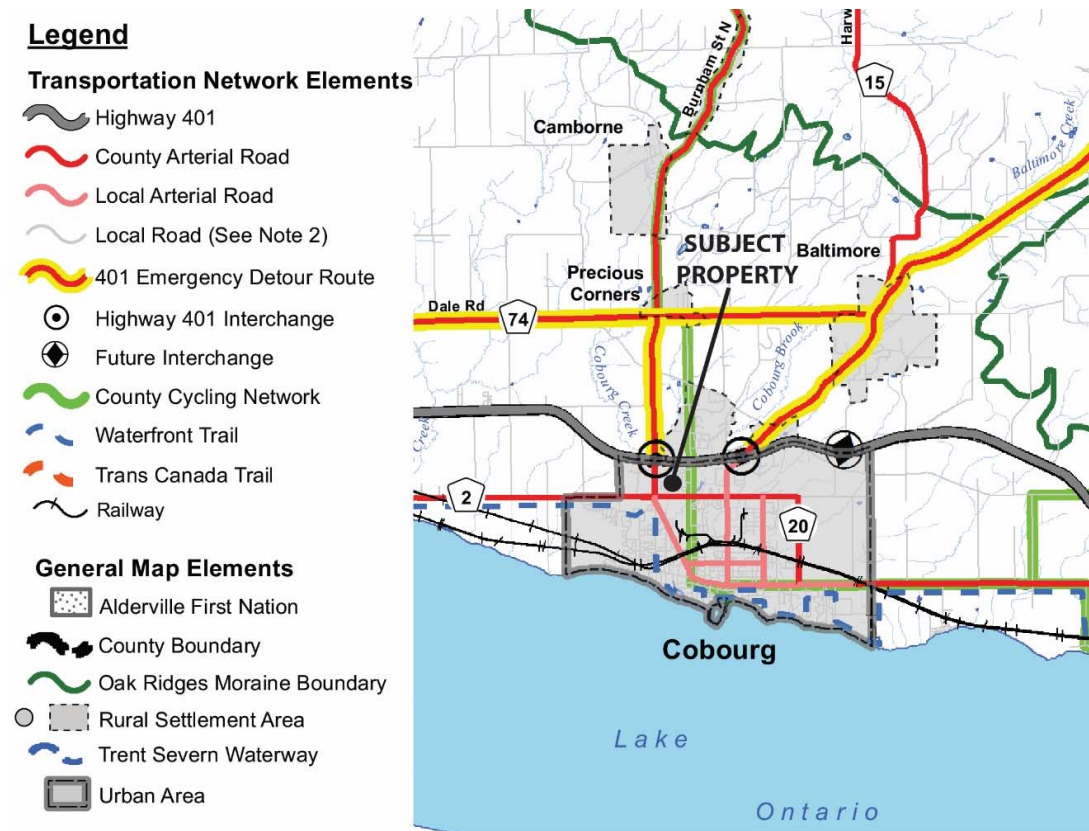 Legend
Transportation Network Elements
Highway 401
County Arterial Road
Local Arterial Road
Local Road (See Note 2)
401 Emergency Detour Route
Highway 401 Interchange
Future Interchange
County Cycling Network
Waterfront Trail
Trans Canada Trail
Railway
General Map Elements
Alderville First Nation
County Boundary
Oak Ridges Moraine Boundary
Rural Settlement Area
Trent Severn Waterway
Urban Area
Burnham St N
Harw
15
Camborne
Baltimore Creek
SUBJECT
PROPERTY
Baltimore
Precious
Corners
Dale Rd
74
Cobourg Creek
Cobourg Brook
Creek
2
20
Cobourg
Lake
Ontario